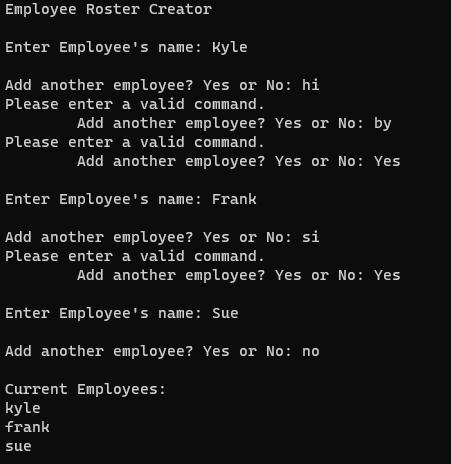 Employee Roster Creator
Enter Employee's name: Kyle
Add another employee? Yes or No: hi
Please enter a valid command.
Add another employee? Yes or No: by
Please enter a valid command.
Add another employee? Yes or No: Yes
Enter Employee's name: Frank
Add another employee? Yes or No: si
Please enter a valid command.
Add another employee? Yes or No: Yes
Enter Employee's name: Sue
Add another employee? Yes or No: no
Current Employees:
kyle
frank
sue